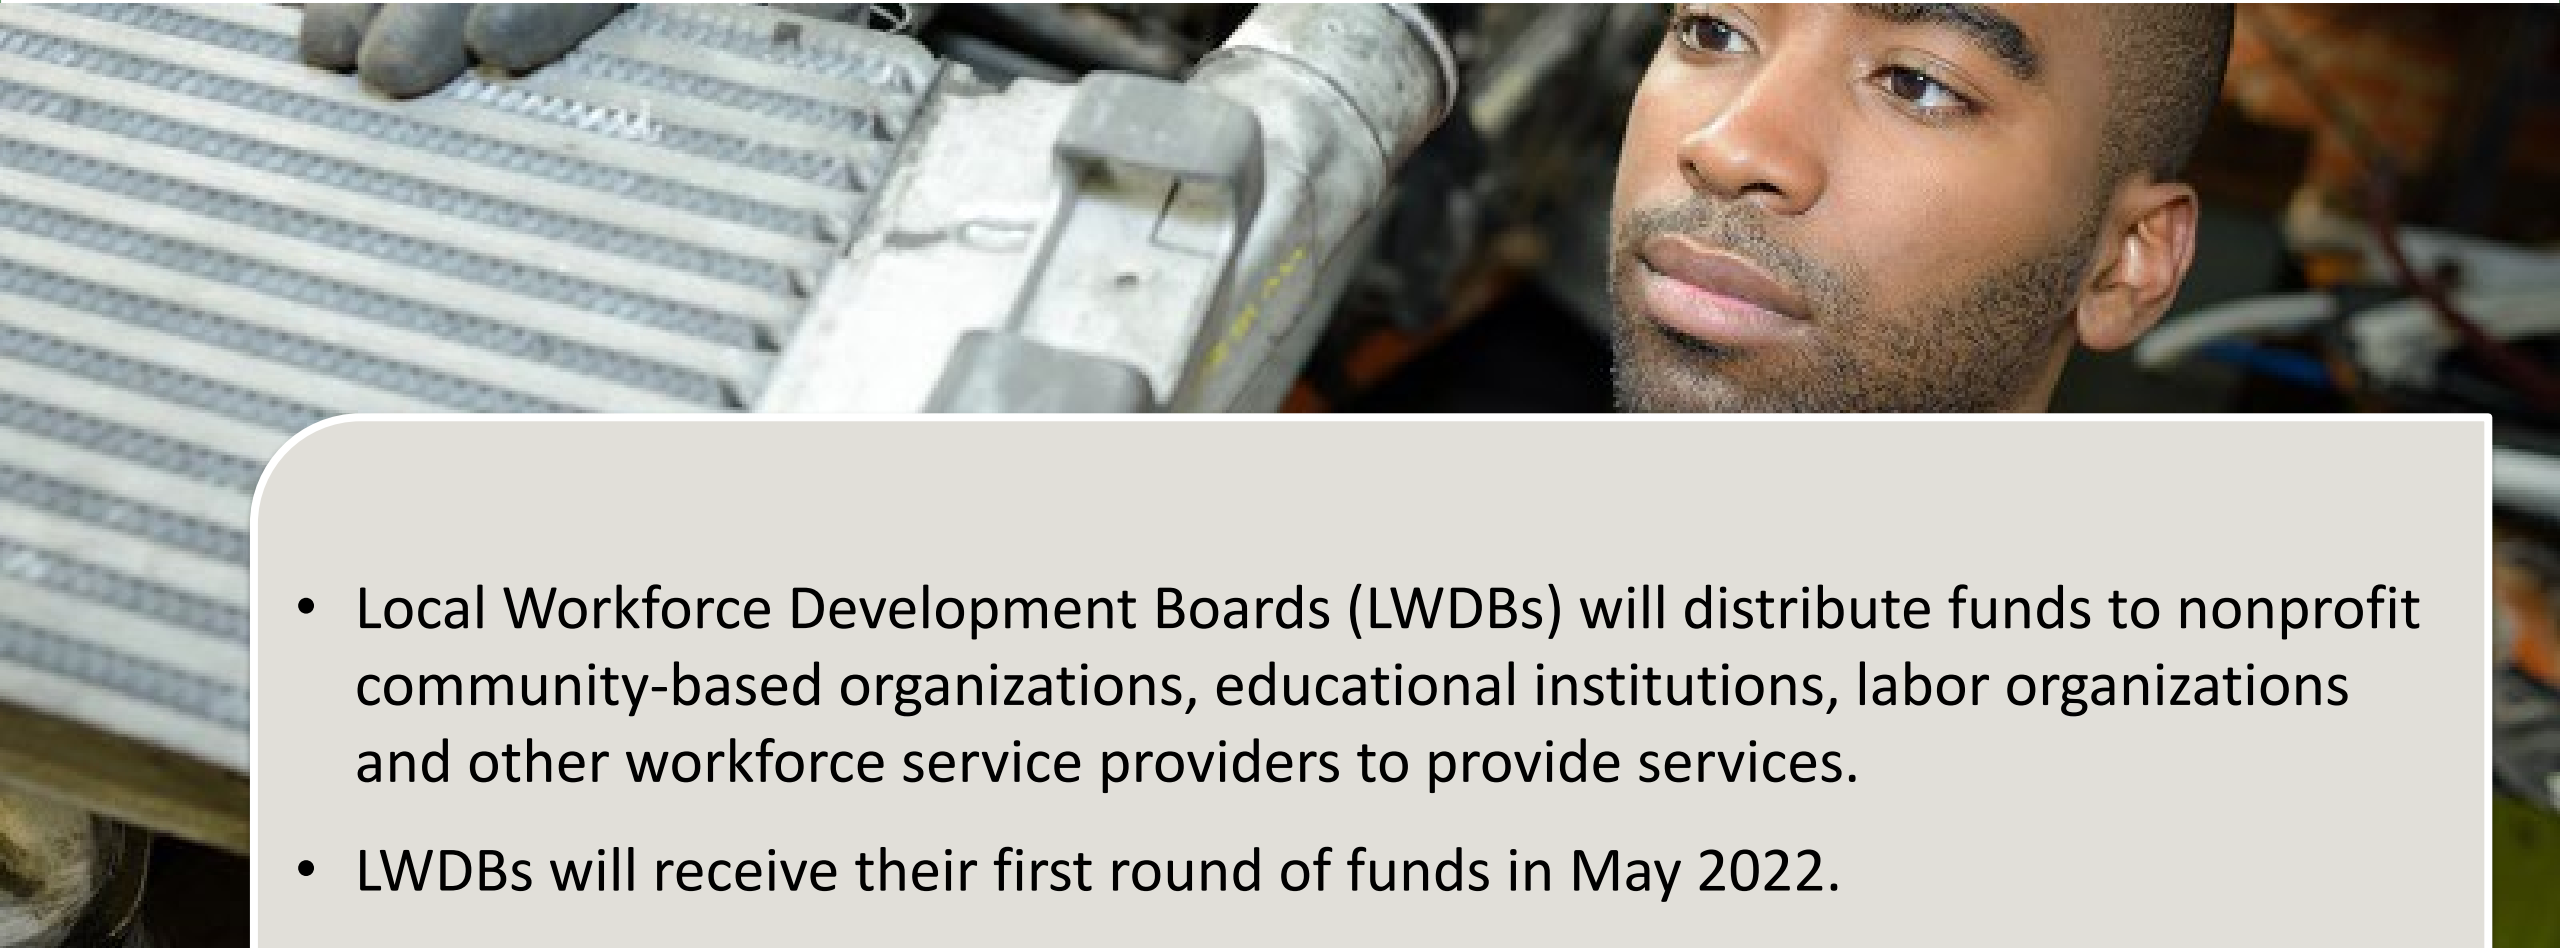 • Local Workforce Development Boards (LWDBs) will distribute funds to nonprofit
community-based organizations, educational institutions, labor organizations
and other workforce service providers to provide services.
• LWDBs will receive their first round of funds in May 2022.